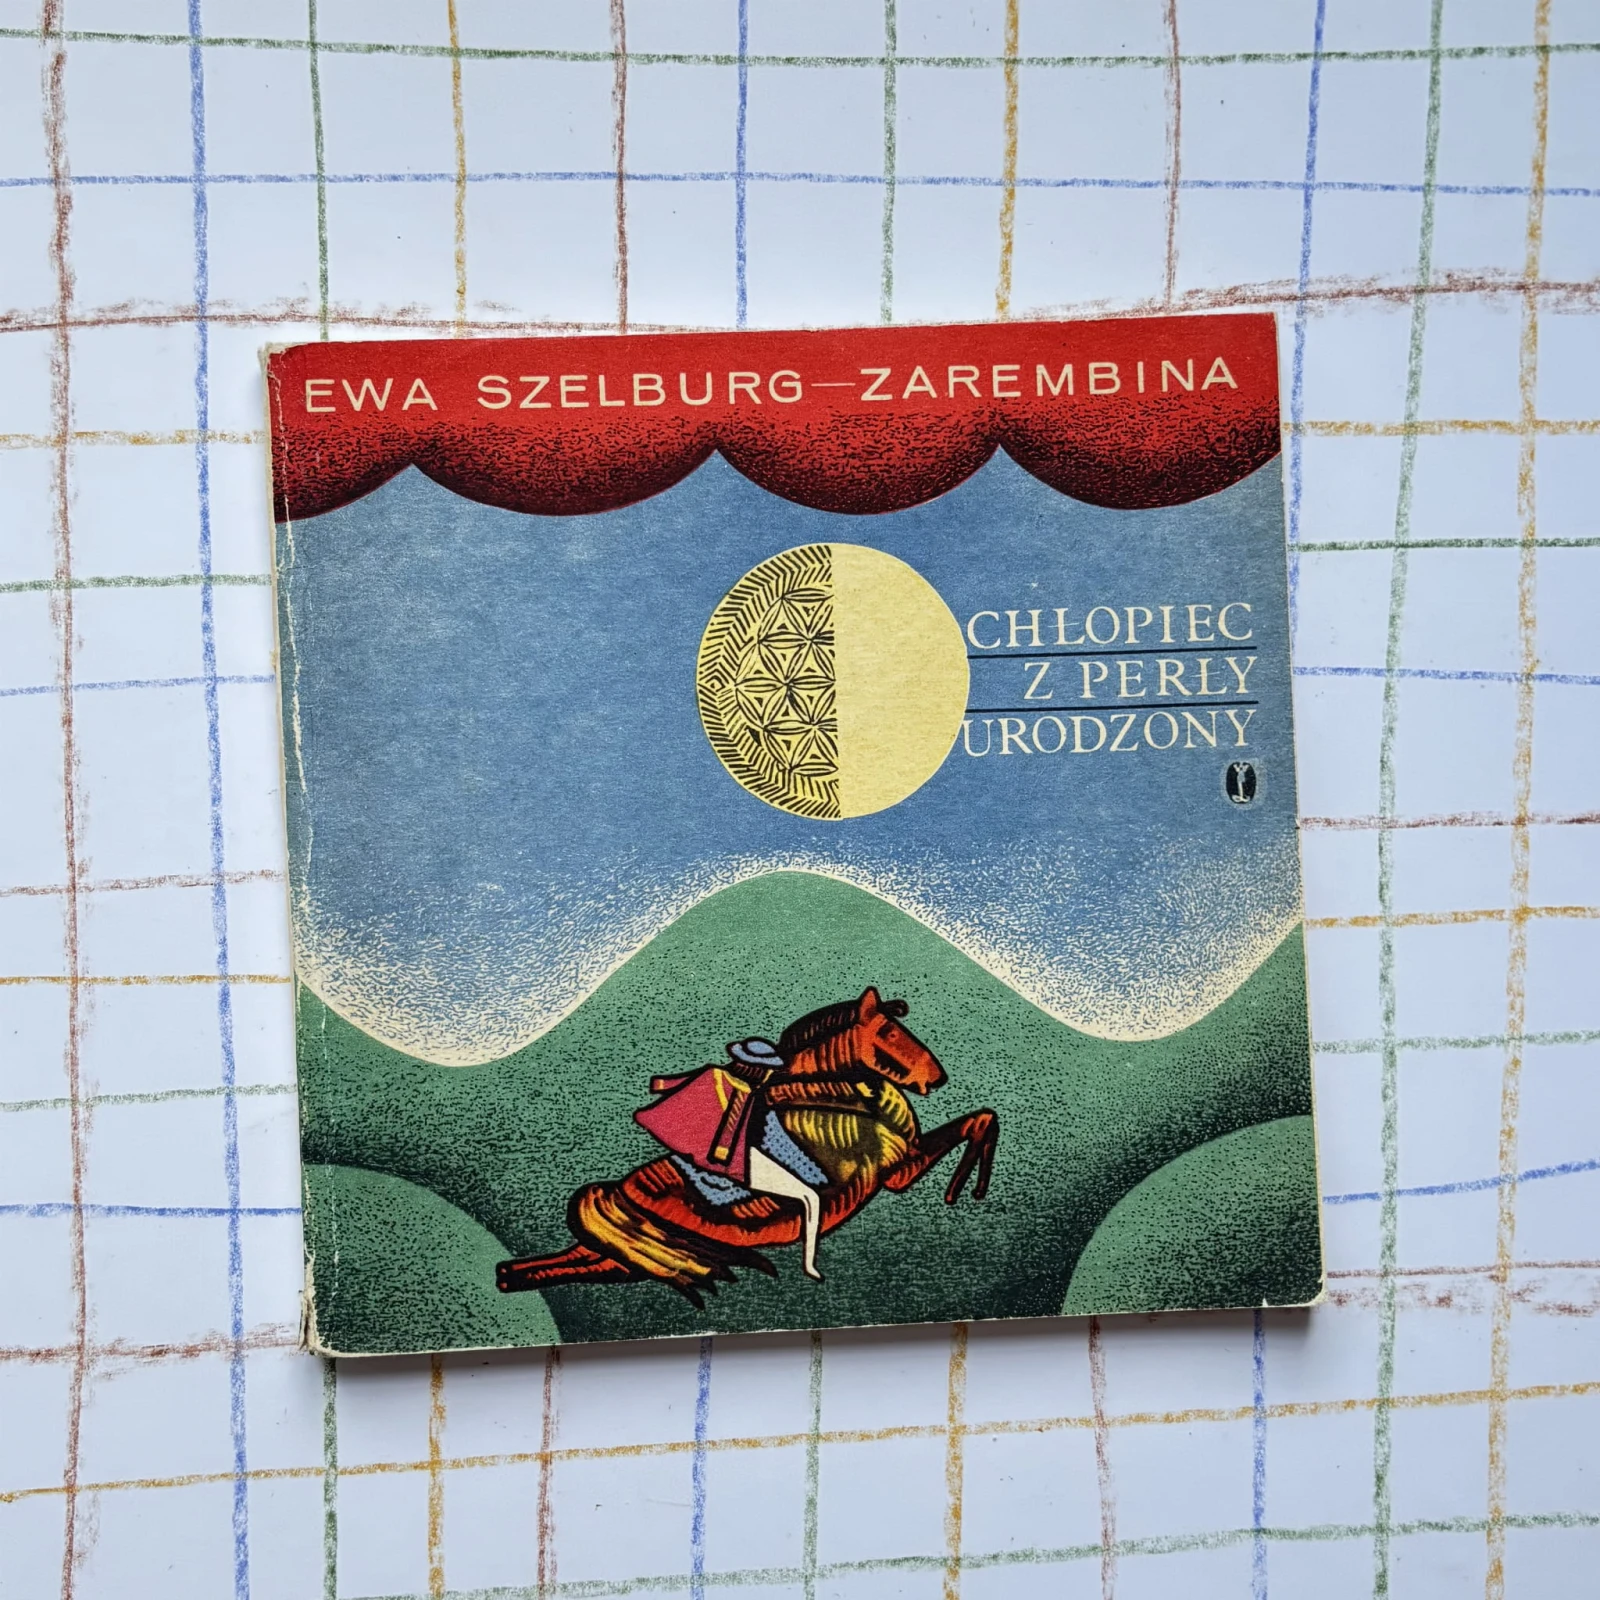 EWA SZELBURG—ZAREMBINA
CHŁOPIEC
Z PERŁY
URODZONY